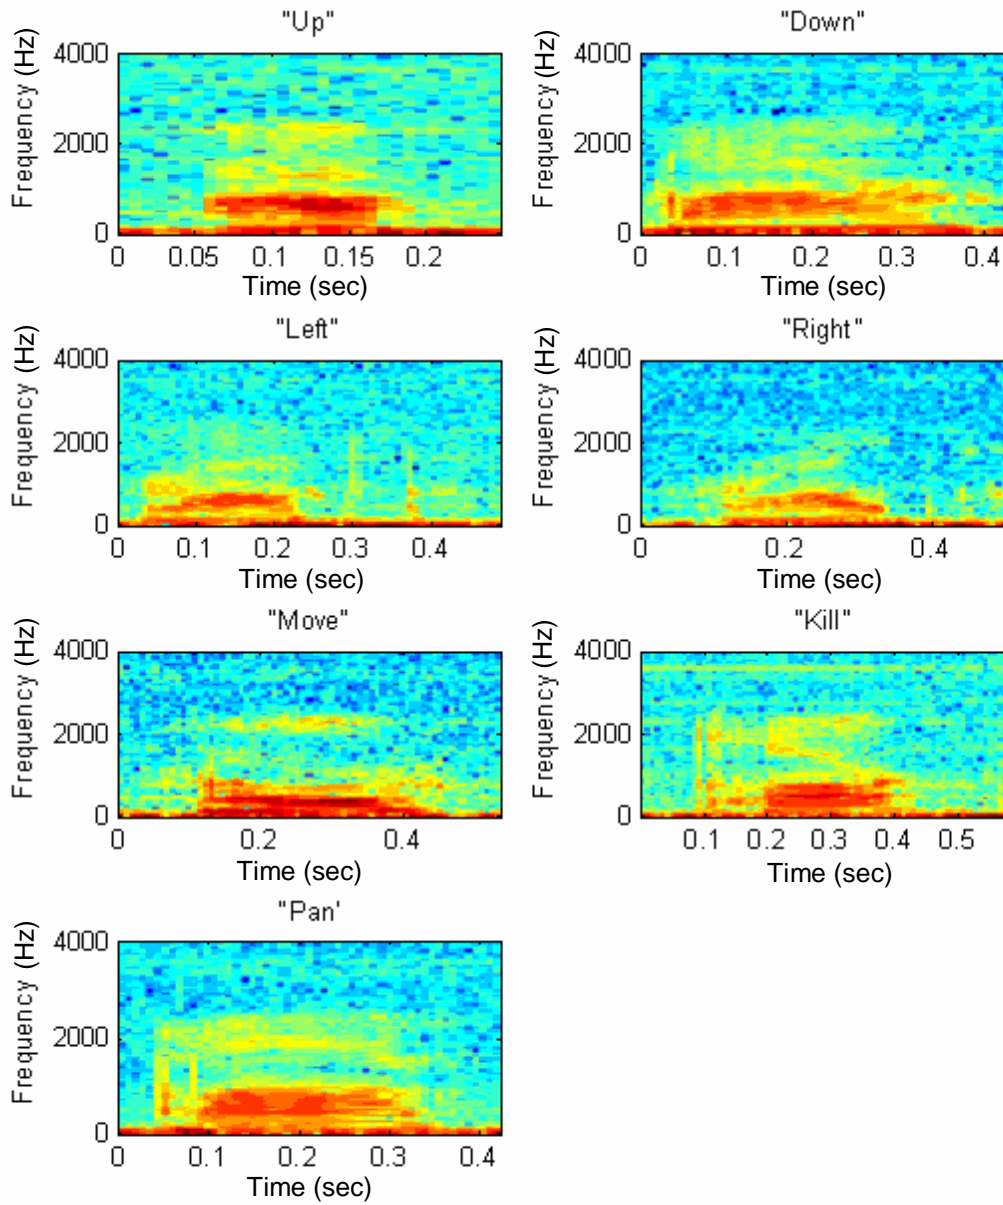 "Up"
Frequency (Hz)
4000
2000
0
0 0.05 0.1 0.15 0.2
Time (sec)
"Down"
Frequency (Hz)
4000
2000
0
0 0.1 0.2 0.3 0.4
Time (sec)
"Left"
Frequency (Hz)
4000
2000
0
0 0.1 0.2 0.3 0.4
Time (sec)
"Right"
Frequency (Hz)
4000
2000
0
0 0.2 0.4
Time (sec)
"Move"
Frequency (Hz)
4000
2000
0
0 0.2 0.4
Time (sec)
"Kill"
Frequency (Hz)
4000
2000
0
0.1 0.2 0.3 0.4 0.5
Time (sec)
"Pan'
Frequency (Hz)
4000
2000
0
0 0.1 0.2 0.3 0.4
Time (sec)